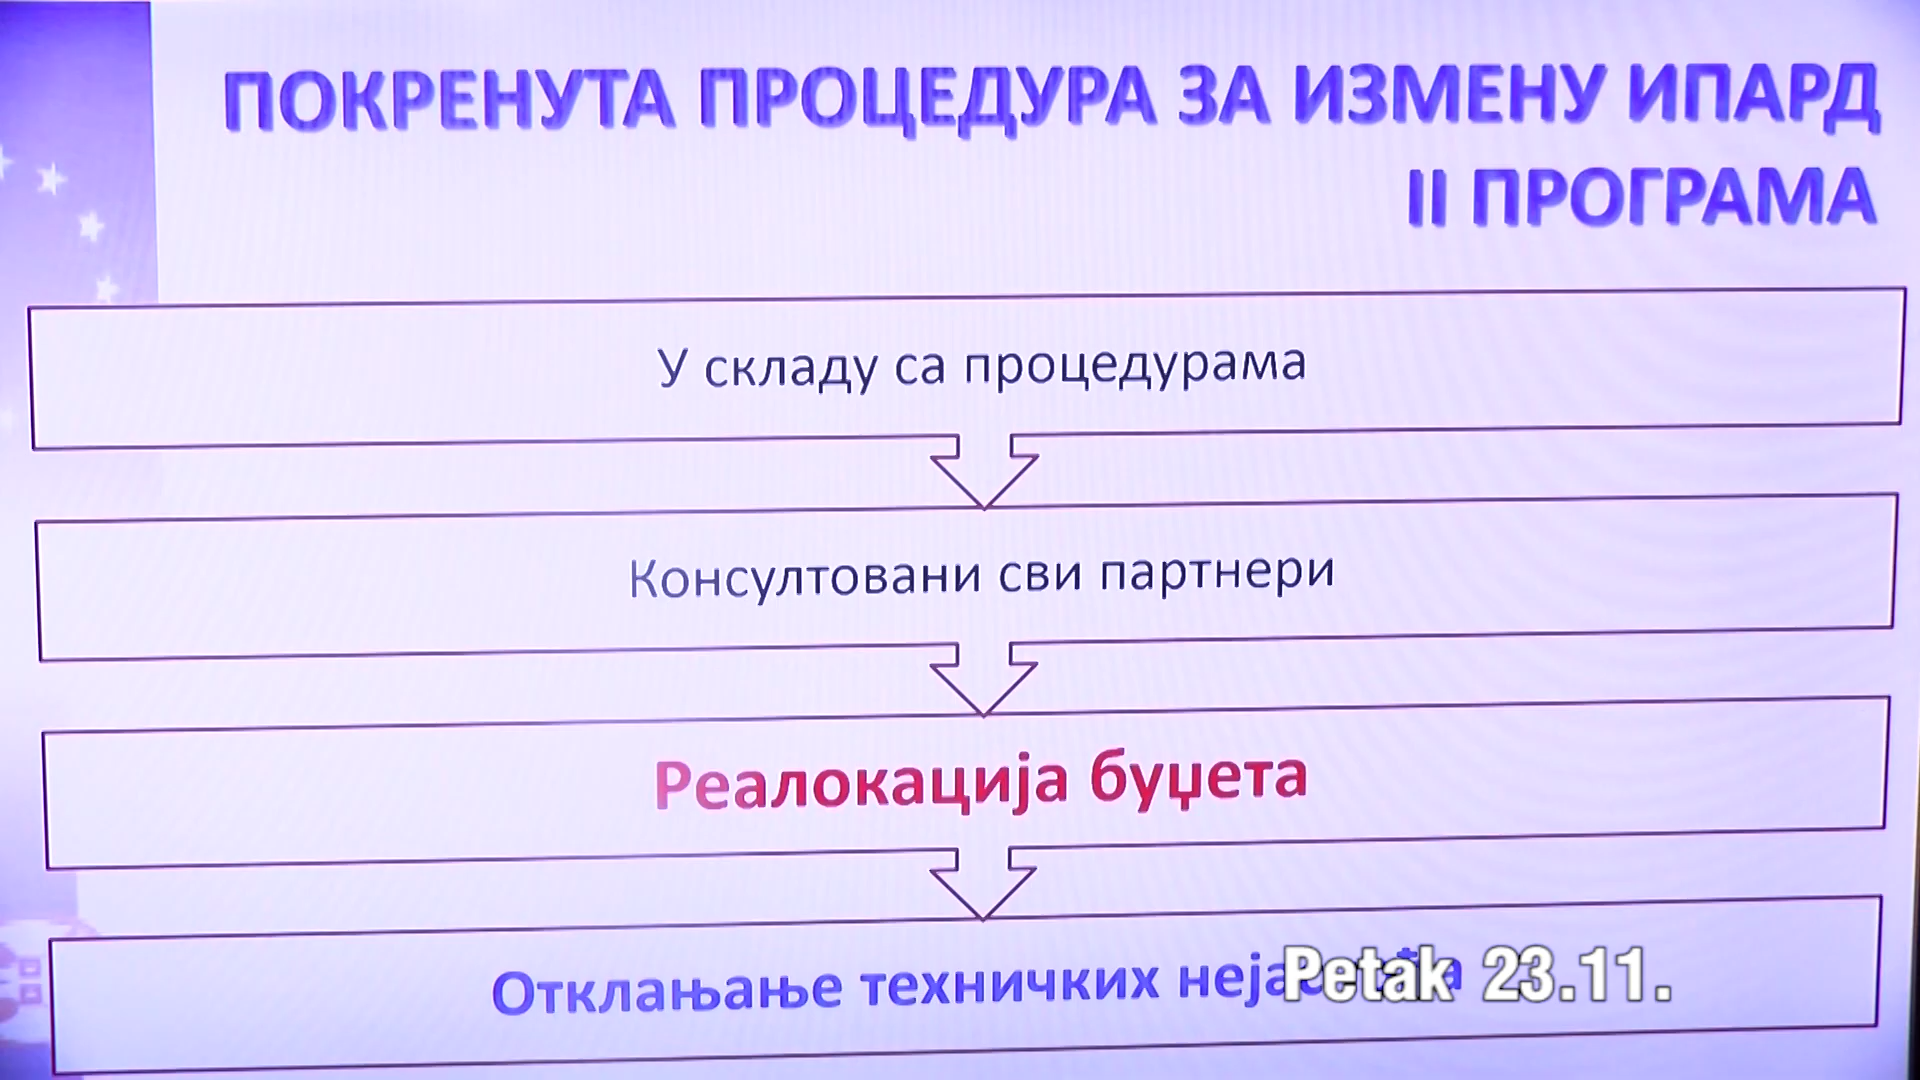 ПОКРЕНУТА ПРОЦЕДУРА ЗА ИЗМЕНУ ИПАРД
II ПРОГРАМА
У складу са процедурама
Консултовани сви партнери
Реалокација буџета
Отклањање техничких
Petak 23.11.